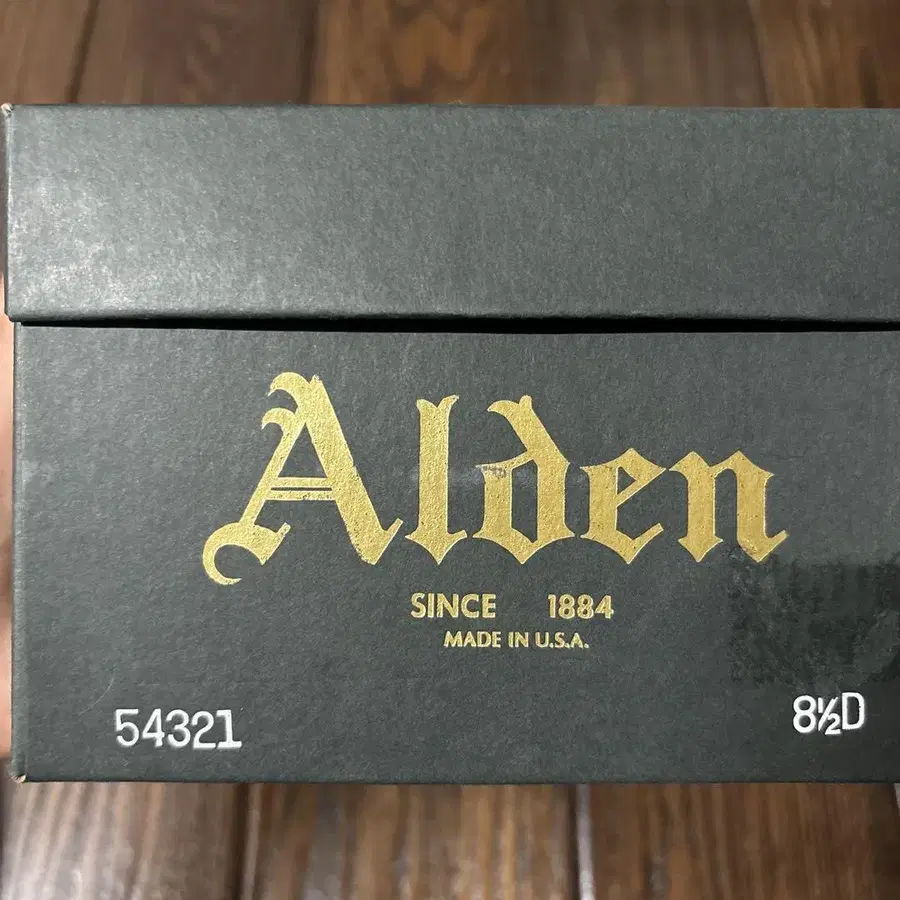 Alden
SINCE 1884
MADE IN U.S.A.
54321 8½D